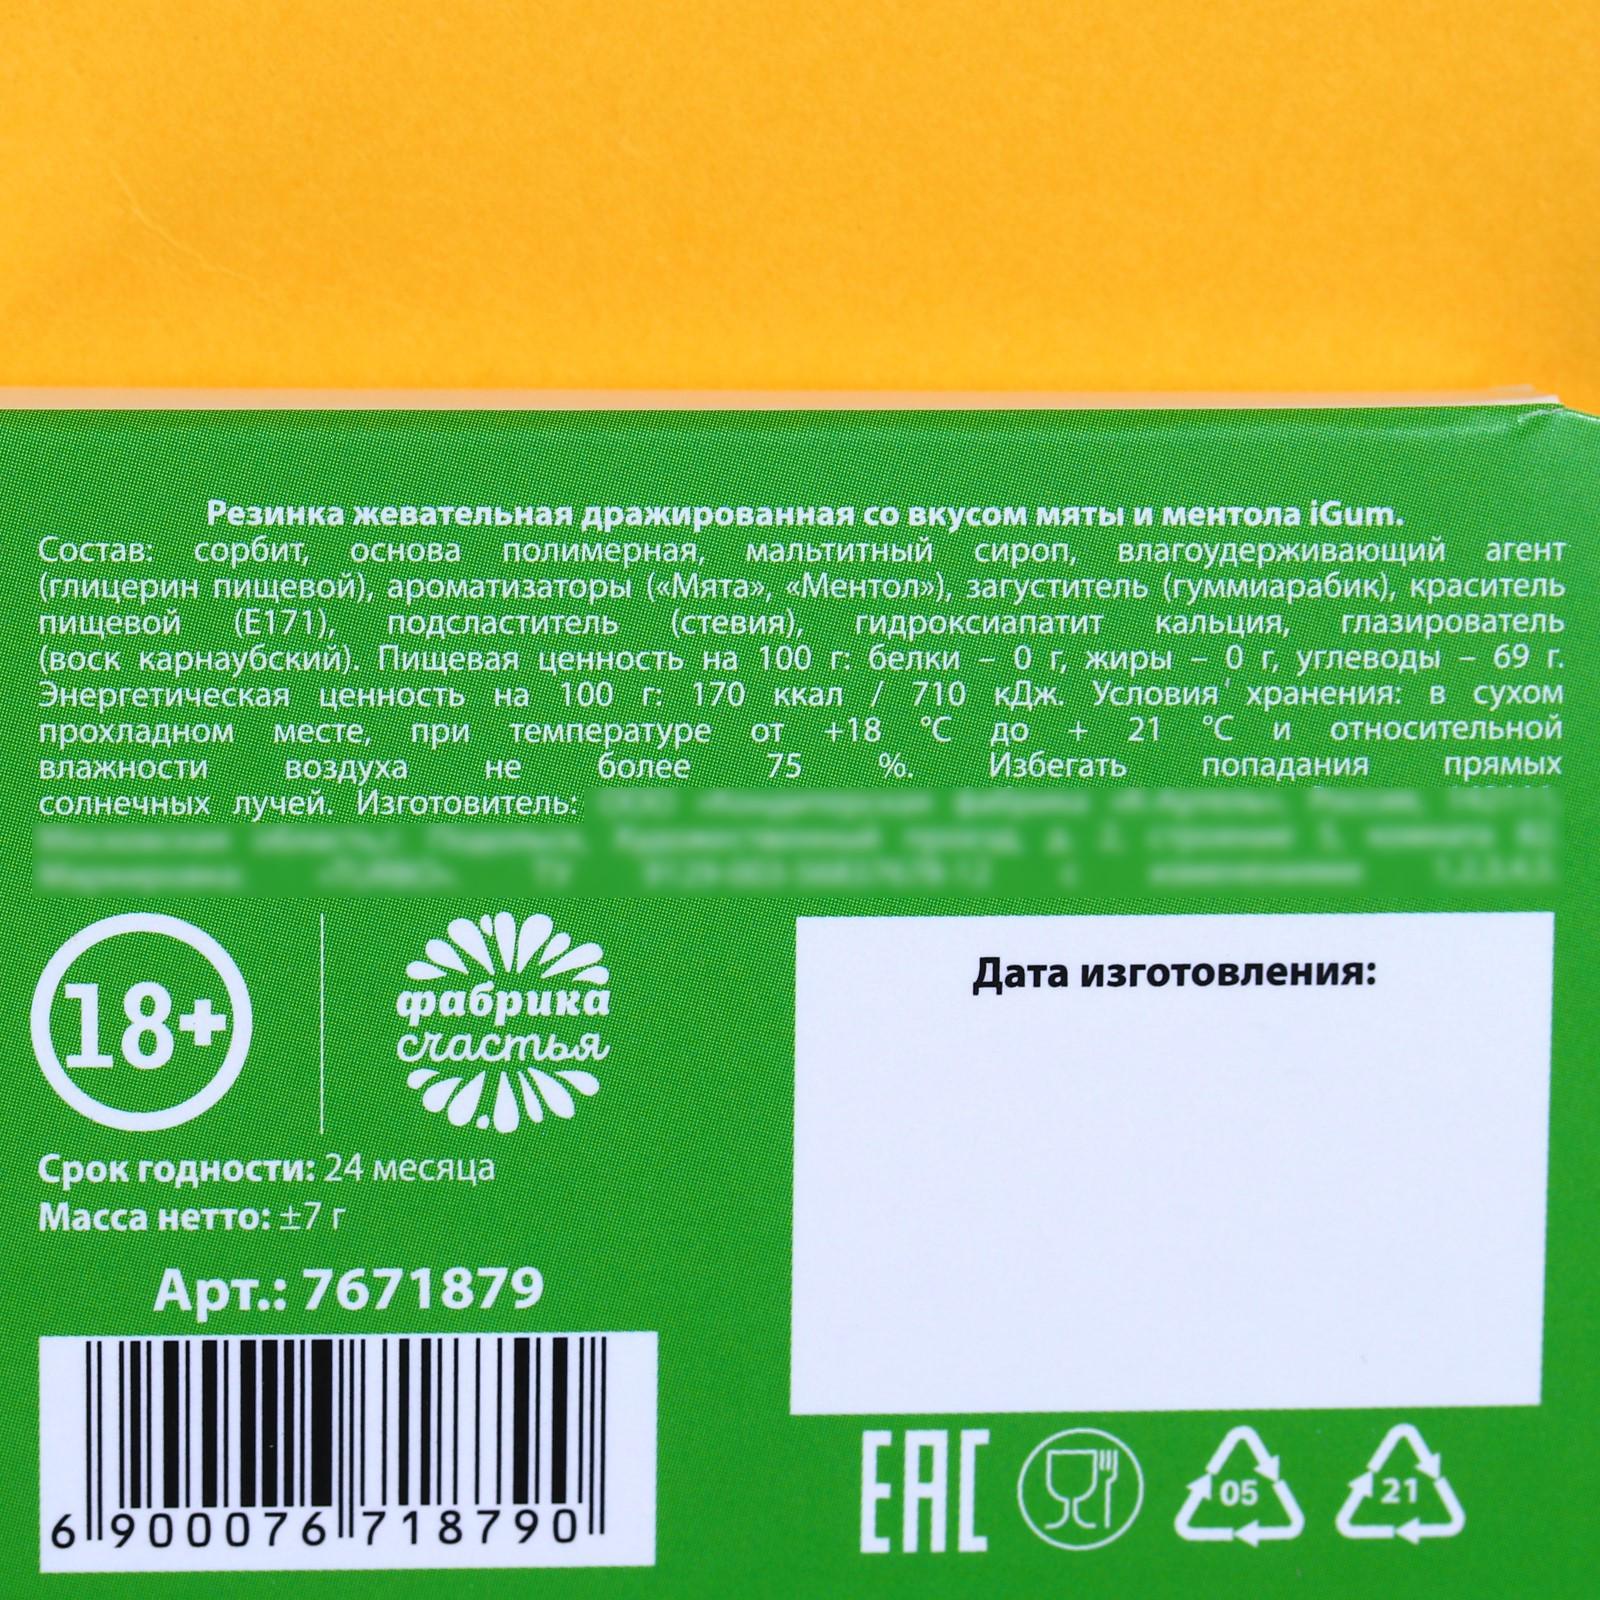 Резинка жевательная дражированная со вкусом мяты и ментола iGum.
Состав: сорбит, основа полимерная, мальтитный сироп, влагоудерживающий агент
(глицерин пищевой), ароматизаторы («Мята», «Ментол»), загуститель (гуммиарабик), краситель
пищевой (Е171), подсластитель (стевия), гидроксиапатит кальция, глазирователь
(воск карнаубский). Пищевая ценность на 100 г: белки – 0 г, жиры – 0 г, углеводы – 69 г.
Энергетическая ценность на 100 г: 170 ккал / 710 кДж. Условия хранения: в сухом
прохладном месте, при температуре от +18 °С до + 21 °С и относительной
влажности воздуха не более 75 %. Избегать попадания прямых
солнечных лучей. Изготовитель:
18+
фабрика
счастья
Дата изготовления:
Срок годности: 24 месяца
Масса нетто: ±7 г
Арт.: 7671879
6 900076 718790
ЕАС
05
21